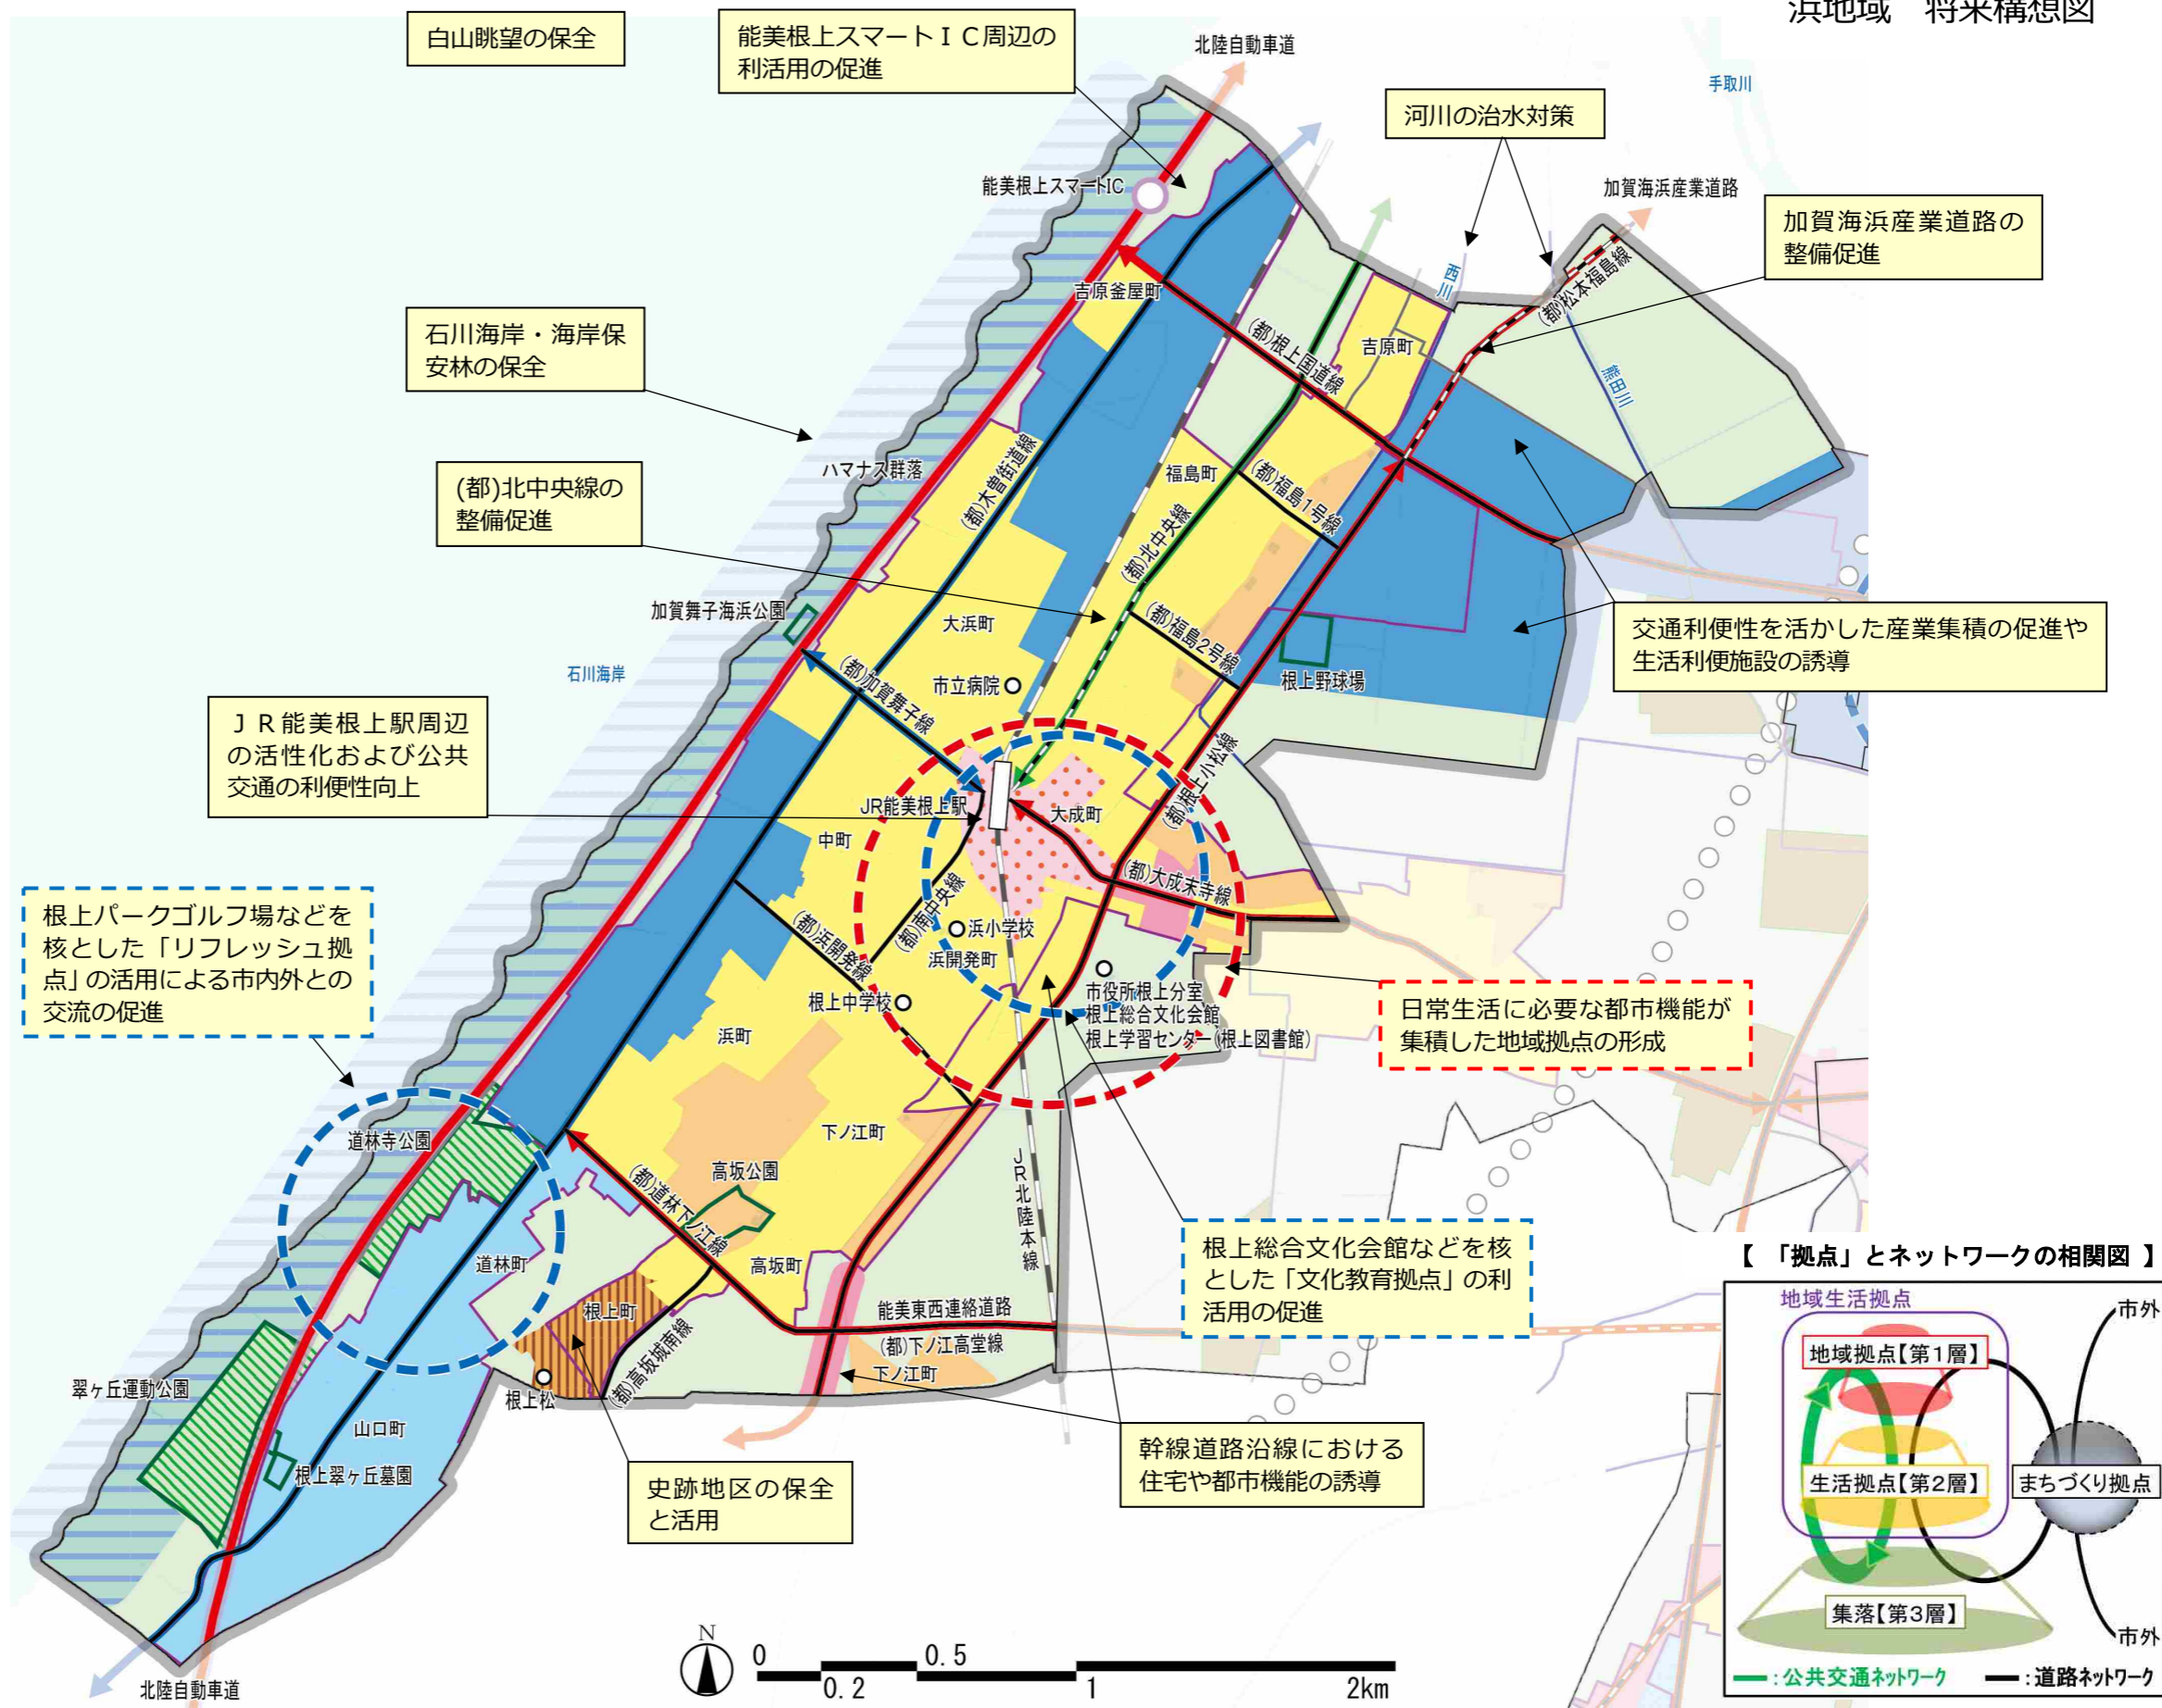 浜地域　将来構想図
白山眺望の保全
能美根上スマートＩＣ周辺の
利活用の促進
北陸自動車道
手取川
河川の治水対策
能美根上スマートIC
加賀海浜産業道路
加賀海浜産業道路の
整備促進
西川
(都)松本福島線
吉原釜屋町
石川海岸・海岸保
安林の保全
(都)根上国道線
吉原町
熊田川
ハマナス群落
(都)木曽街道線
福島町
(都)福島1号線
(都)北中央線の
整備促進
(都)北中央線
加賀舞子海浜公園
大浜町
(都)福島2号線
交通利便性を活かした産業集積の促進や
生活利便施設の誘導
石川海岸
市立病院
根上野球場
(都)加賀舞子線
ＪＲ能美根上駅周辺
の活性化および公共
交通の利便性向上
(都)根上小松線
JR能美根上駅
大成町
中町
(都)大成末寺線
根上パークゴルフ場などを
核とした「リフレッシュ拠
点」の活用による市内外との
交流の促進
(都)南中央線
(都)浜開発線
浜小学校
浜開発町
根上中学校
市役所根上分室
根上総合文化会館
根上学習センター(根上図書館)
日常生活に必要な都市機能が
集積した地域拠点の形成
浜町
道林寺公園
下ノ江町
高坂公園
JR北陸本線
(都)道林下ノ江線
根上総合文化会館などを核
とした「文化教育拠点」の利
活用の促進
道林町
高坂町
根上町
能美東西連絡道路
(都)下ノ江高堂線
下ノ江町
(都)高坂城南線
翠ヶ丘運動公園
根上松
山口町
根上翠ヶ丘墓園
史跡地区の保全
と活用
幹線道路沿線における
住宅や都市機能の誘導
【 「拠点」とネットワークの相関図 】
地域生活拠点
市外
地域拠点【第1層】
生活拠点【第2層】
まちづくり拠点
集落【第3層】
市外
：公共交通ネットワーク
：道路ネットワーク
N
0
0.5
0.2
1
2km
北陸自動車道